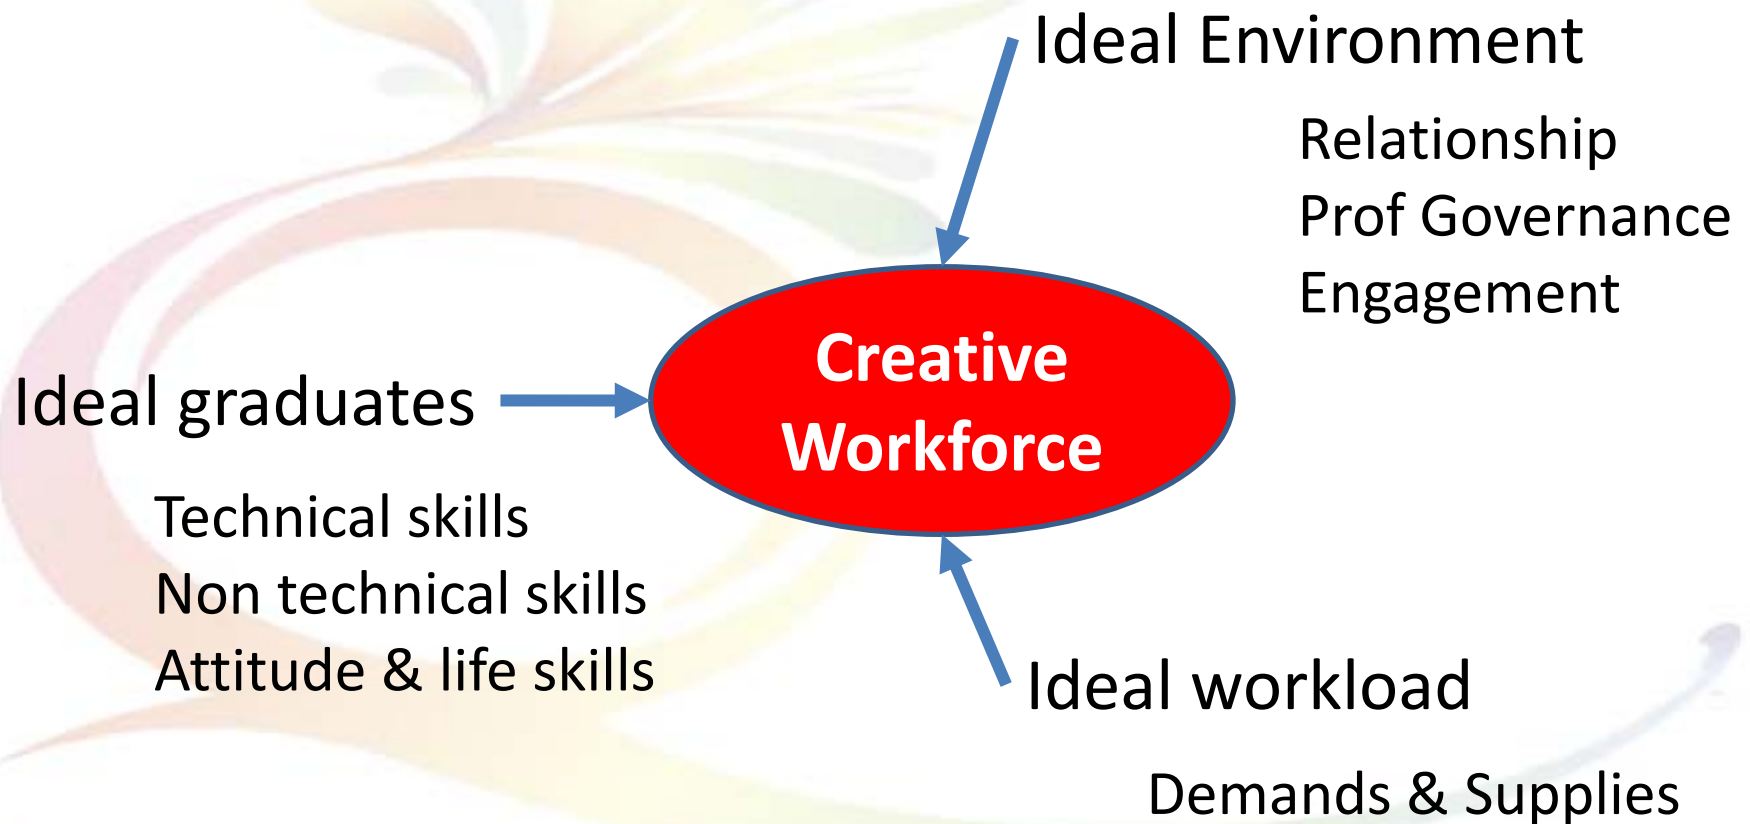 Ideal Environment
Relationship
Prof Governance
Engagement
Creative
Workforce
Ideal graduates
Technical skills
Non technical skills
Attitude & life skills
Ideal workload
Demands & Supplies